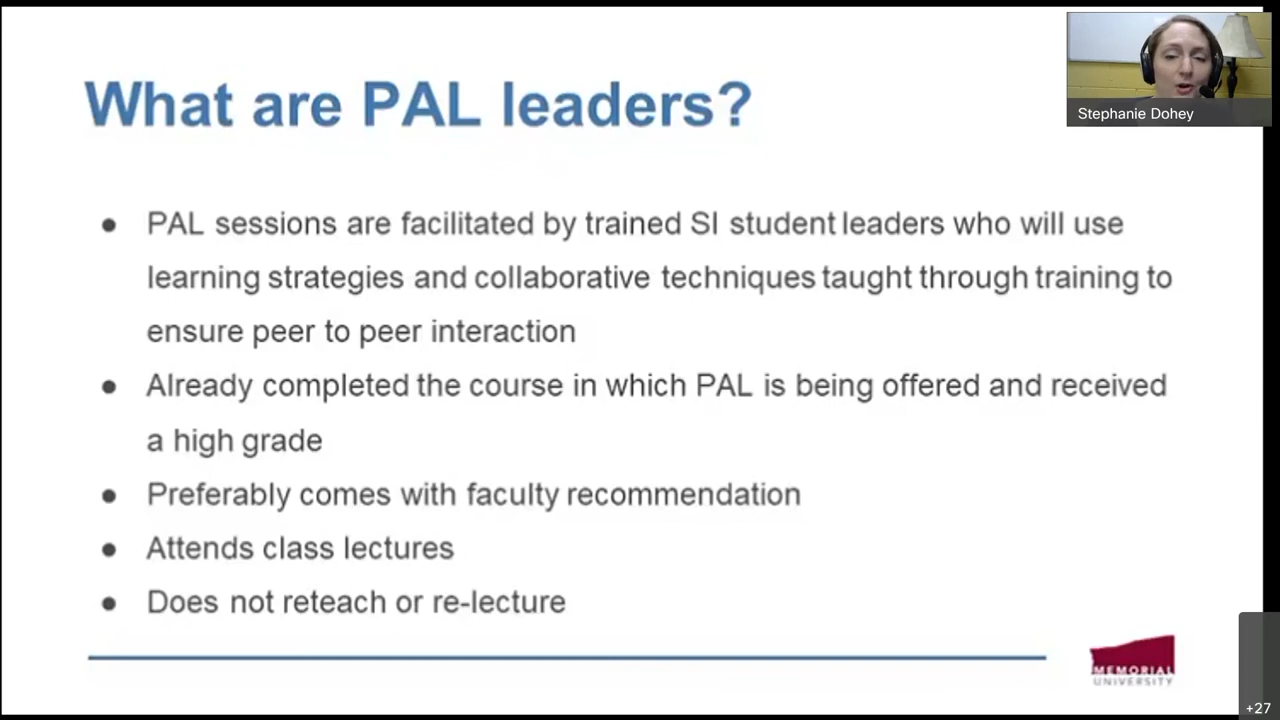 What are PAL leaders?
Stephanie Dohey
● PAL sessions are facilitated by trained SI student leaders who will use
learning strategies and collaborative techniques taught through training to
ensure peer to peer interaction
● Already completed the course in which PAL is being offered and received
a high grade
● Preferably comes with faculty recommendation
● Attends class lectures
● Does not reteach or re-lecture
MEMORIAL
UNIVERSITY
+27